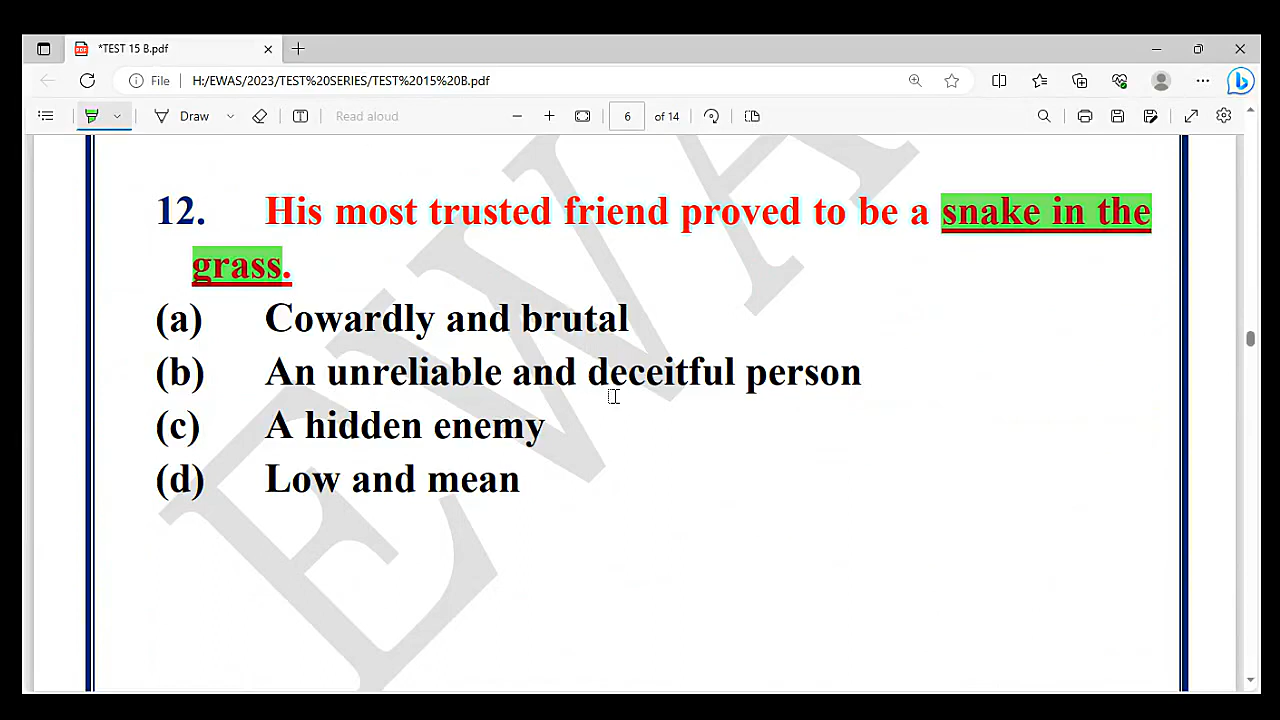 *TEST 15 B.pdf
File H:/EWAS/2023/TEST%20SERIES/TEST%2015%20B.pdf
Draw Read aloud 6 of 14
12. His most trusted friend proved to be a snake in the
grass.
(a) Cowardly and brutal
(b) An unreliable and deceitful person
(c) A hidden enemy
(d) Low and mean
EWA